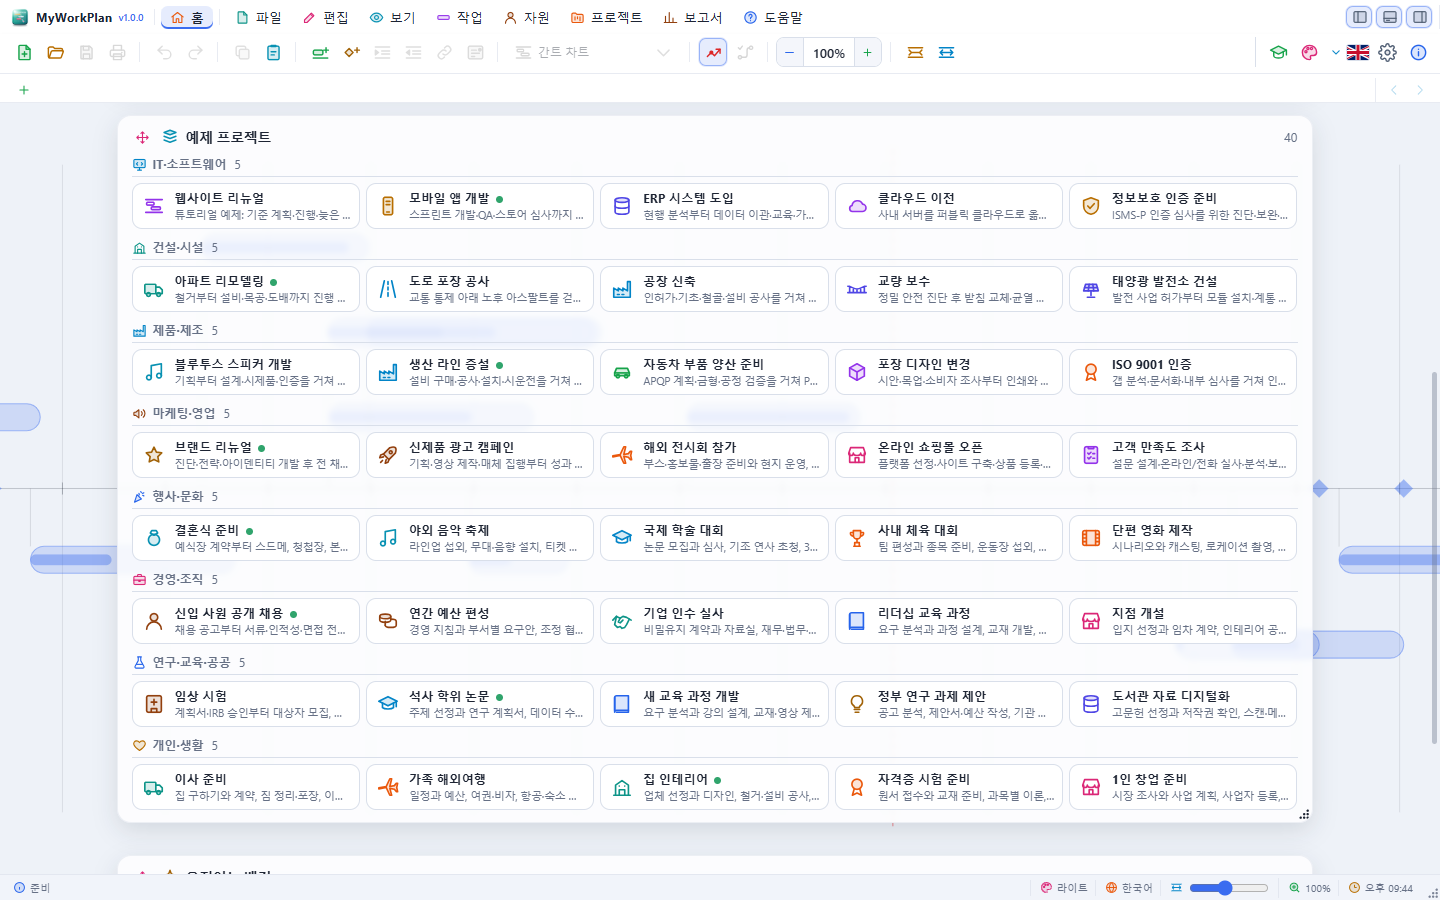 MyWorkPlan v1.0.0 홈 파일 편집 보기 작업 자원 프로젝트 보고서 도움말
간트 차트 100%
예제 프로젝트 40
IT·소프트웨어 5
웹사이트 리뉴얼
튜토리얼 예제: 기준 계획·진행·늦은 ...
모바일 앱 개발
스프린트 개발·QA·스토어 심사까지 ...
ERP 시스템 도입
현행 분석부터 데이터 이관·교육·가...
클라우드 이전
사내 서버를 퍼블릭 클라우드로 옮...
정보보호 인증 준비
ISMS-P 인증 심사를 위한 진단·보완...
건설·시설 5
아파트 리모델링
철거부터 설비·목공·도배까지 진행 ...
도로 포장 공사
교통 통제 아래 노후 아스팔트를 걷...
공장 신축
인허가·기초·철골·설비 공사를 거쳐 ...
교량 보수
정밀 안전 진단 후 받침 교체·균열 ...
태양광 발전소 건설
발전 사업 허가부터 모듈 설치·계통 ...
제품·제조 5
블루투스 스피커 개발
기획부터 설계·시제품·인증을 거쳐 ...
생산 라인 증설
설비 구매·공사·설치·시운전을 거쳐 ...
자동차 부품 양산 준비
APQP 계획·금형·공정 검증을 거쳐 P...
포장 디자인 변경
시안·목업·소비자 조사부터 인쇄와 ...
ISO 9001 인증
갭 분석·문서화·내부 심사를 거쳐 인...
마케팅·영업 5
브랜드 리뉴얼
진단·전략·아이덴티티 개발 후 전 채...
신제품 광고 캠페인
기획·영상 제작·매체 집행부터 성과 ...
해외 전시회 참가
부스·홍보물·출장 준비와 현지 운영, ...
온라인 쇼핑몰 오픈
플랫폼 선정·사이트 구축·상품 등록·...
고객 만족도 조사
설문 설계·온라인/전화 실사·분석·보...
행사·문화 5
결혼식 준비
예식장 계약부터 스드메, 청첩장, 본...
야외 음악 축제
라인업 섭외, 무대·음향 설치, 티켓 ...
국제 학술 대회
논문 모집과 심사, 기조 연사 초청, 3...
사내 체육 대회
팀 편성과 종목 준비, 운동장 섭외, ...
단편 영화 제작
시나리오와 캐스팅, 로케이션 촬영, ...
경영·조직 5
신입 사원 공개 채용
채용 공고부터 서류·인적성·면접 전...
연간 예산 편성
경영 지침과 부서별 요구안, 조정 협...
기업 인수 실사
비밀유지 계약과 자료실, 재무·법무·...
리더십 교육 과정
요구 분석과 과정 설계, 교재 개발, ...
지점 개설
입지 선정과 임차 계약, 인테리어 공...
연구·교육·공공 5
임상 시험
계획서·IRB 승인부터 대상자 모집, ...
석사 학위 논문
주제 선정과 연구 계획서, 데이터 수...
새 교육 과정 개발
요구 분석과 강의 설계, 교재·영상 제...
정부 연구 과제 제안
공고 분석, 제안서·예산 작성, 기관 ...
도서관 자료 디지털화
고문헌 선정과 저작권 확인, 스캔·메...
개인·생활 5
이사 준비
집 구하기와 계약, 짐 정리·포장, 이...
가족 해외여행
일정과 예산, 여권·비자, 항공·숙소 ...
집 인테리어
업체 선정과 디자인, 철거·설비 공사,...
자격증 시험 준비
원서 접수와 교재 준비, 과목별 이론,...
1인 창업 준비
시장 조사와 사업 계획, 사업자 등록,...
준비 라이트 한국어 100% 오후 09:44